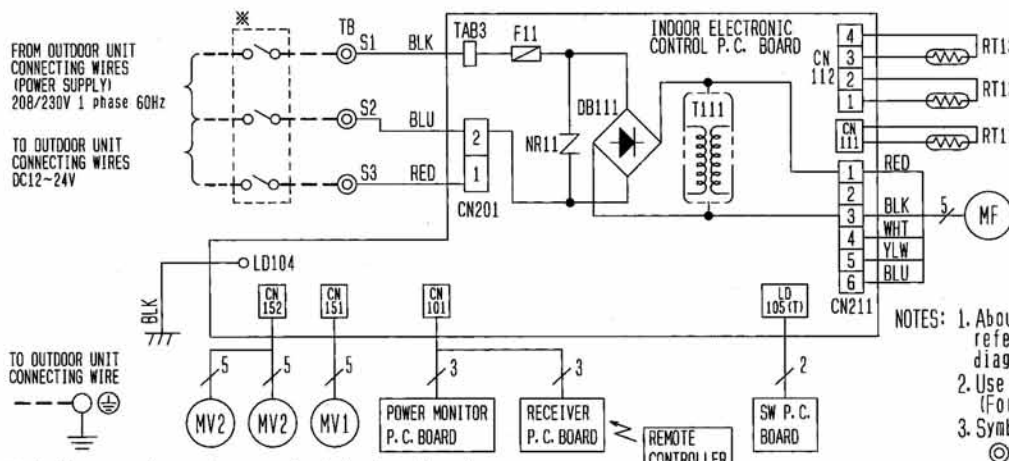 ※
TB
S1
BLK
TAB3
F11
INDOOR ELECTRONIC
CONTROL P.C. BOARD
FROM OUTDOOR UNIT
CONNECTING WIRES
(POWER SUPPLY)
208/230V 1 phase 60Hz
TO OUTDOOR UNIT
CONNECTING WIRES
DC12~24V
S2
BLU
S3
RED
2
1
CN201
NR11
DB111
T111
CN
112
4
3
2
1
CN
111
1
2
3
4
5
6
CN211
RED
BLK
WHT
YLW
BLU
5
MF
LD104
BLK
CN
152
CN
151
CN
101
LD
105(T)
5
5
5
3
3
2
TO OUTDOOR UNIT
CONNECTING WIRE
MV2
MV2
MV1
POWER MONITOR
P.C. BOARD
RECEIVER
P.C. BOARD
REMOTE
CONTROLLER
SW P.C.
BOARD
NOTES: 1.
2. Use
3.